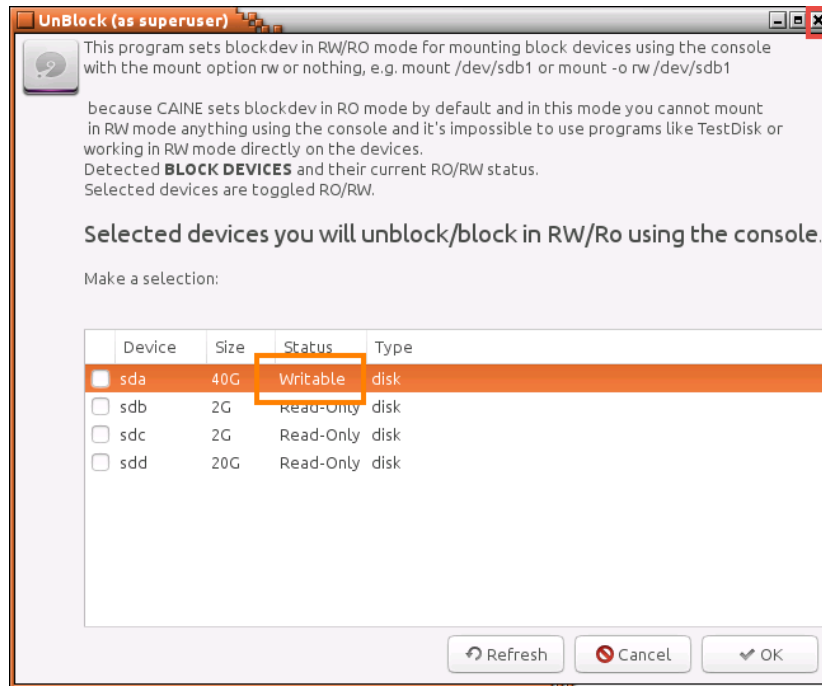 UnBlock (as superuser)
This program sets blockdev in RW/RO mode for mounting block devices using the console
with the mount option rw or nothing, e.g. mount /dev/sdb1 or mount -o rw /dev/sdb1
because CAINE sets blockdev in RO mode by default and in this mode you cannot mount
in RW mode anything using the console and it's impossible to use programs like TestDisk or
working in RW mode directly on the devices.
Detected BLOCK DEVICES and their current RO/RW status.
Selected devices are toggled RO/RW.
Selected devices you will unblock/block in RW/Ro using the console.
Make a selection:
Device Size Status Type
sda 40G Writable disk
sdb 2G Read-Only disk
sdc 2G Read-Only disk
sdd 20G Read-Only disk
Refresh Cancel OK